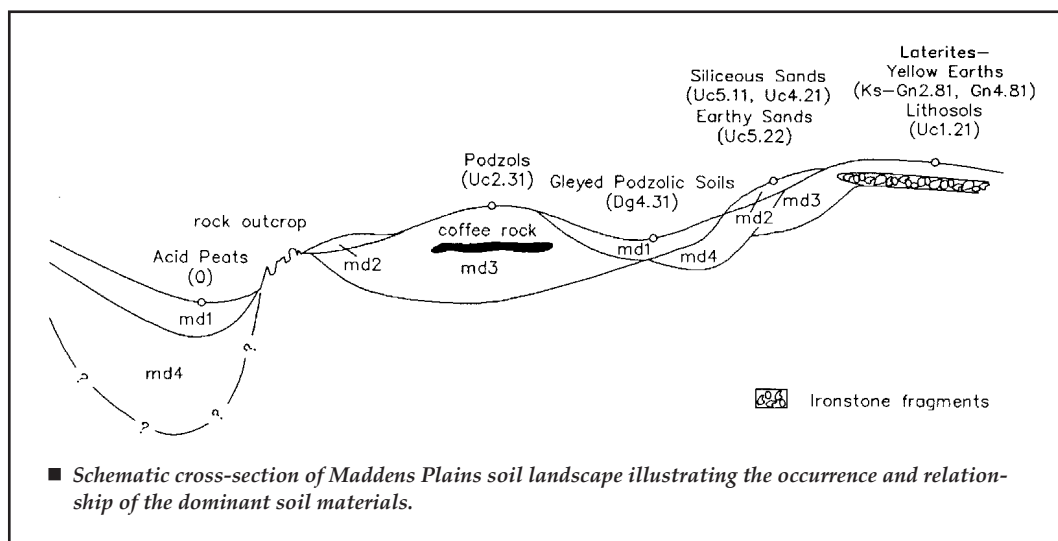 Laterites–
Yellow Earths
(Ks–Gn2.81, Gn4.81)
Lithosols
(Uc1.21)
Siliceous Sands
(Uc5.11, Uc4.21)
Earthy Sands
(Uc5.22)
Podzols
(Uc2.31)
Gleyed Podzolic Soils
(Dg4.31)
rock outcrop
Acid Peats
(O)
coffee rock
md1
md2
md3
md1
md4
md2
md3
md4
?
?
?
?
Ironstone fragments
■ Schematic cross-section of Maddens Plains soil landscape illustrating the occurrence and relation-
ship of the dominant soil materials.